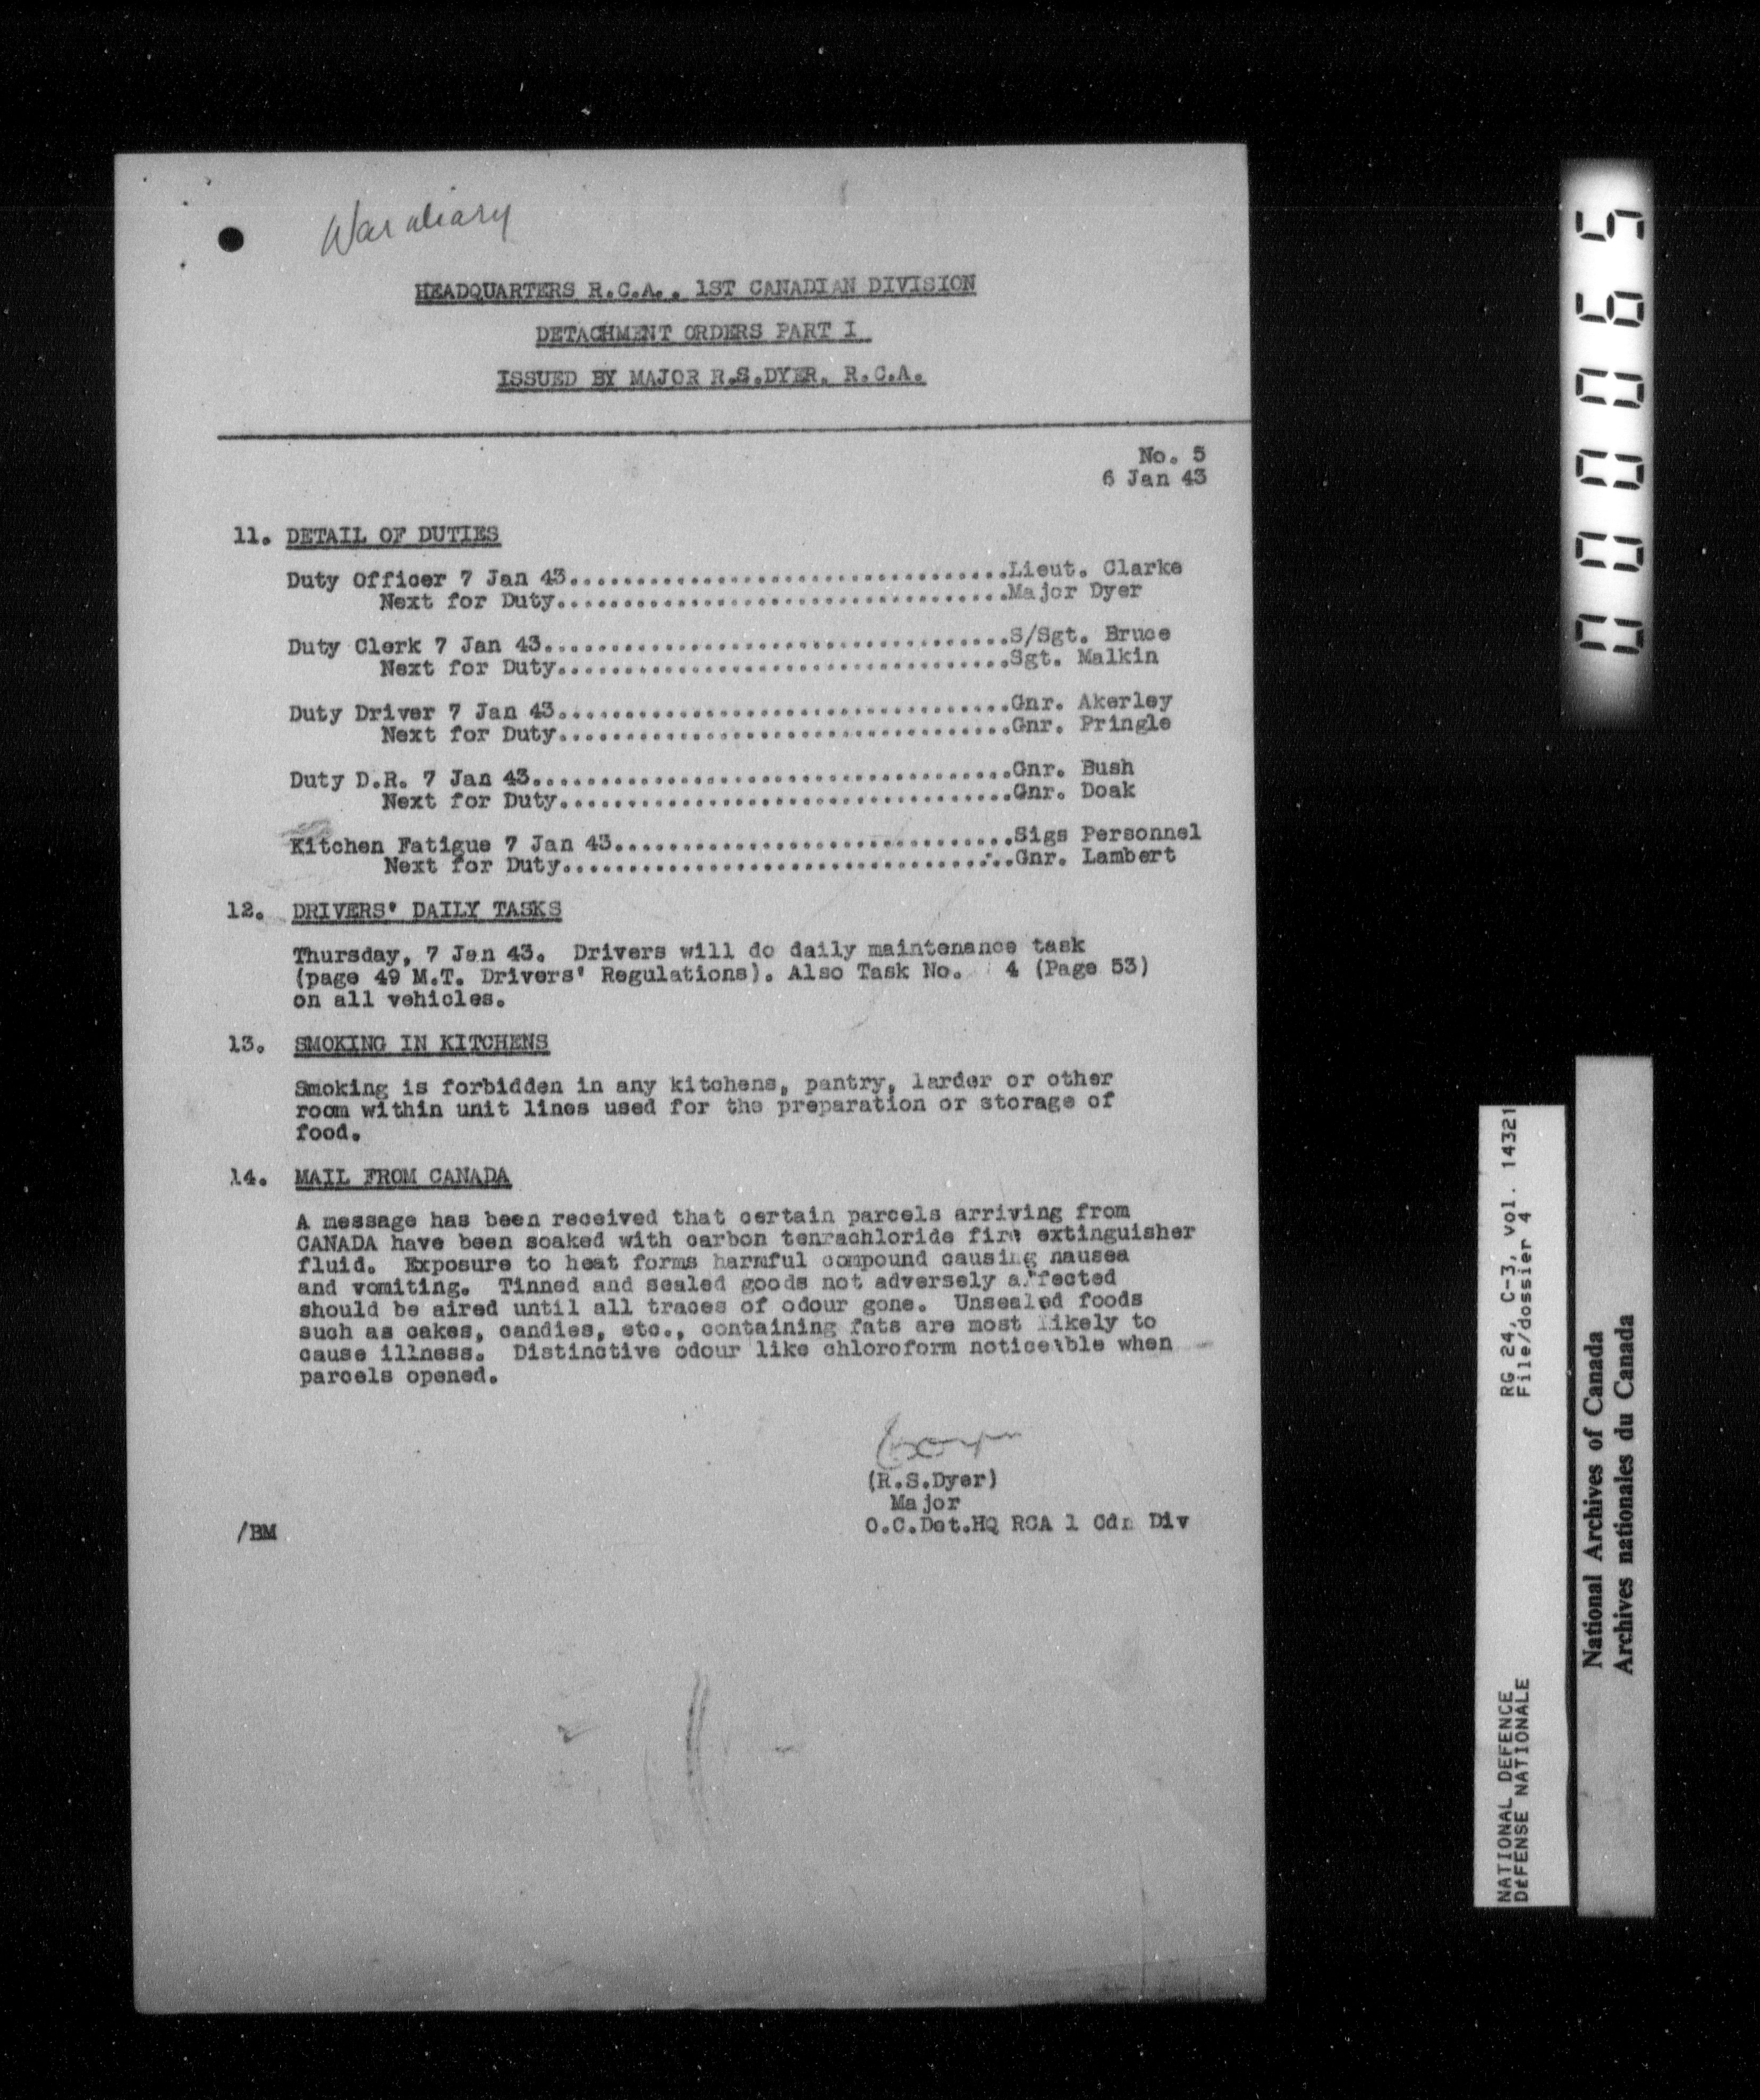 War diary
HEADQUARTERS R.C.A., 1ST CANADIAN DIVISION
DETACHMENT ORDERS PART I
ISSUED BY MAJOR R.S.DYER, R.C.A.
No. 5
6 Jan 43
11. DETAIL OF DUTIES
Duty Officer 7 Jan 43.................................Lieut. Clarke
Next for Duty..................................Major Dyer
Duty Clerk 7 Jan 43...................................S/Sgt. Bruce
Next for Duty..................................Sgt. Malkin
Duty Driver 7 Jan 43..................................Gnr. Akerley
Next for Duty..................................Gnr. Pringle
Duty D.R. 7 Jan 43....................................Gnr. Bush
Next for Duty..................................Gnr. Doak
Kitchen Fatigue 7 Jan 43..............................Sigs Personnel
Next for Duty..................................Gnr. Lambert
12. DRIVERS' DAILY TASKS
Thursday, 7 Jan 43. Drivers will do daily maintenance task
(page 49 M.T. Drivers' Regulations). Also Task No. 4 (Page 53)
on all vehicles.
13. SMOKING IN KITCHENS
Smoking is forbidden in any kitchens, pantry, larder or other
room within unit lines used for the preparation or storage of
food.
14. MAIL FROM CANADA
A message has been received that certain parcels arriving from
CANADA have been soaked with carbon tenrachloride fire extinguisher
fluid. Exposure to heat forms harmful compound causing nausea
and vomiting. Tinned and sealed goods not adversely affected
should be aired until all traces of odour gone. Unsealed foods
such as cakes, candies, etc., containing fats are most likely to
cause illness. Distinctive odour like chloroform noticeable when
parcels opened.
(R.S.Dyer)
Major
O.C.Det.HQ RCA 1 Cdn Div
/BM
000065
RG 24, C-3, vol. 14321
File/dossier 4
NATIONAL DEFENCE
DÉFENSE NATIONALE
National Archives of Canada
Archives nationales du Canada